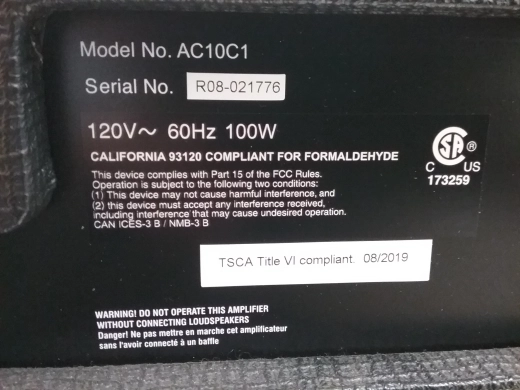 Model No. AC10C1
Serial No. R08-021776
120V~ 60Hz 100W
CALIFORNIA 93120 COMPLIANT FOR FORMALDEHYDE
This device complies with Part 15 of the FCC Rules.
Operation is subject to the following two conditions:
(1) This device may not cause harmful interference, and
(2) this device must accept any interference received,
including interference that may cause undesired operation.
CAN ICES-3 B / NMB-3 B
SA ®
C US
173259
TSCA Title VI compliant. 08/2019
WARNING! DO NOT OPERATE THIS AMPLIFIER
WITHOUT CONNECTING LOUDSPEAKERS
Danger! Ne pas mettre en marche cet amplificateur
sans l'avoir connecté à un baffle